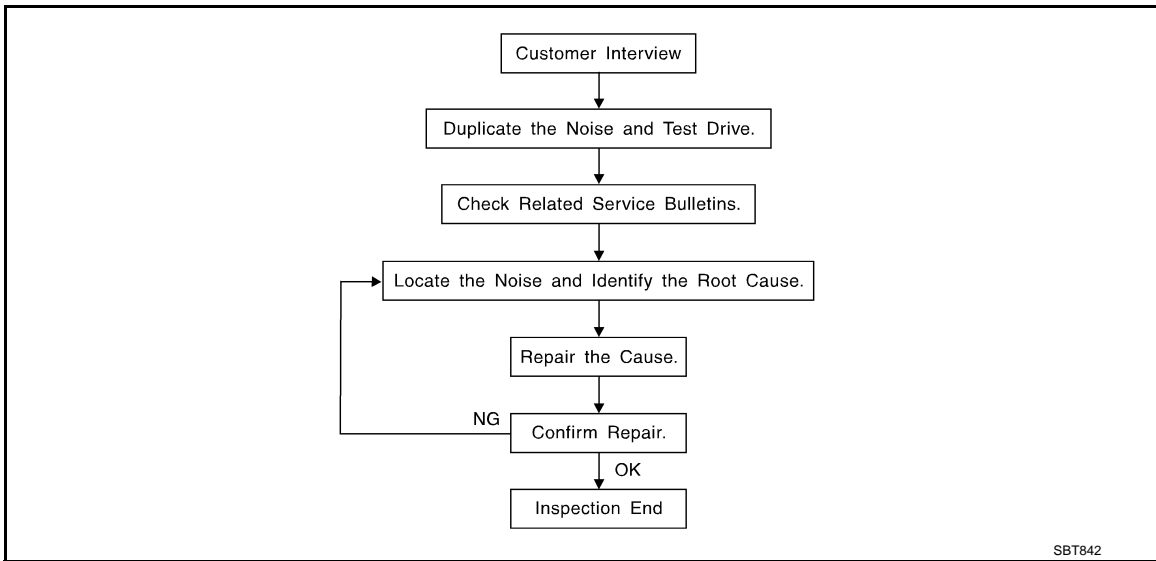 Customer Interview
Duplicate the Noise and Test Drive.
Check Related Service Bulletins.
Locate the Noise and Identify the Root Cause.
Repair the Cause.
NG
Confirm Repair.
OK
Inspection End
SBT842